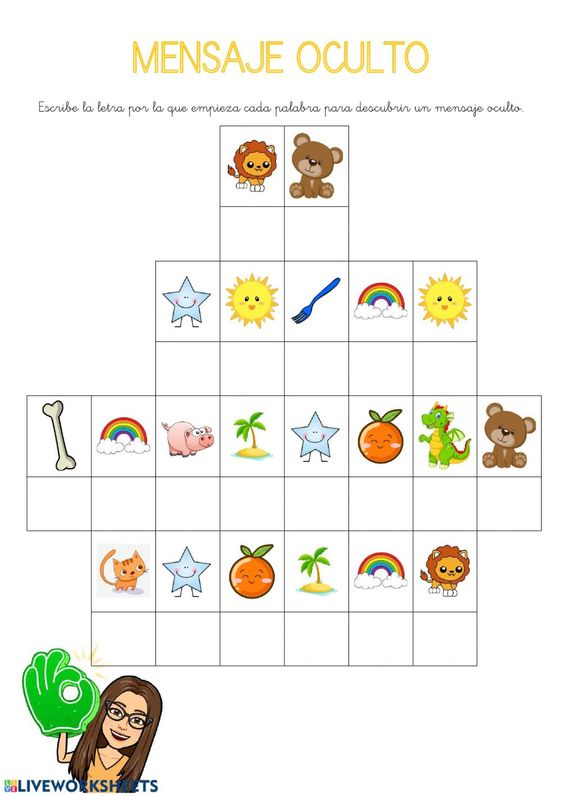 MENSAJE OCULTO
Escribe la letra por la que empieza cada palabra para descubrir un mensaje oculto.
LIVEWORKSHEETS